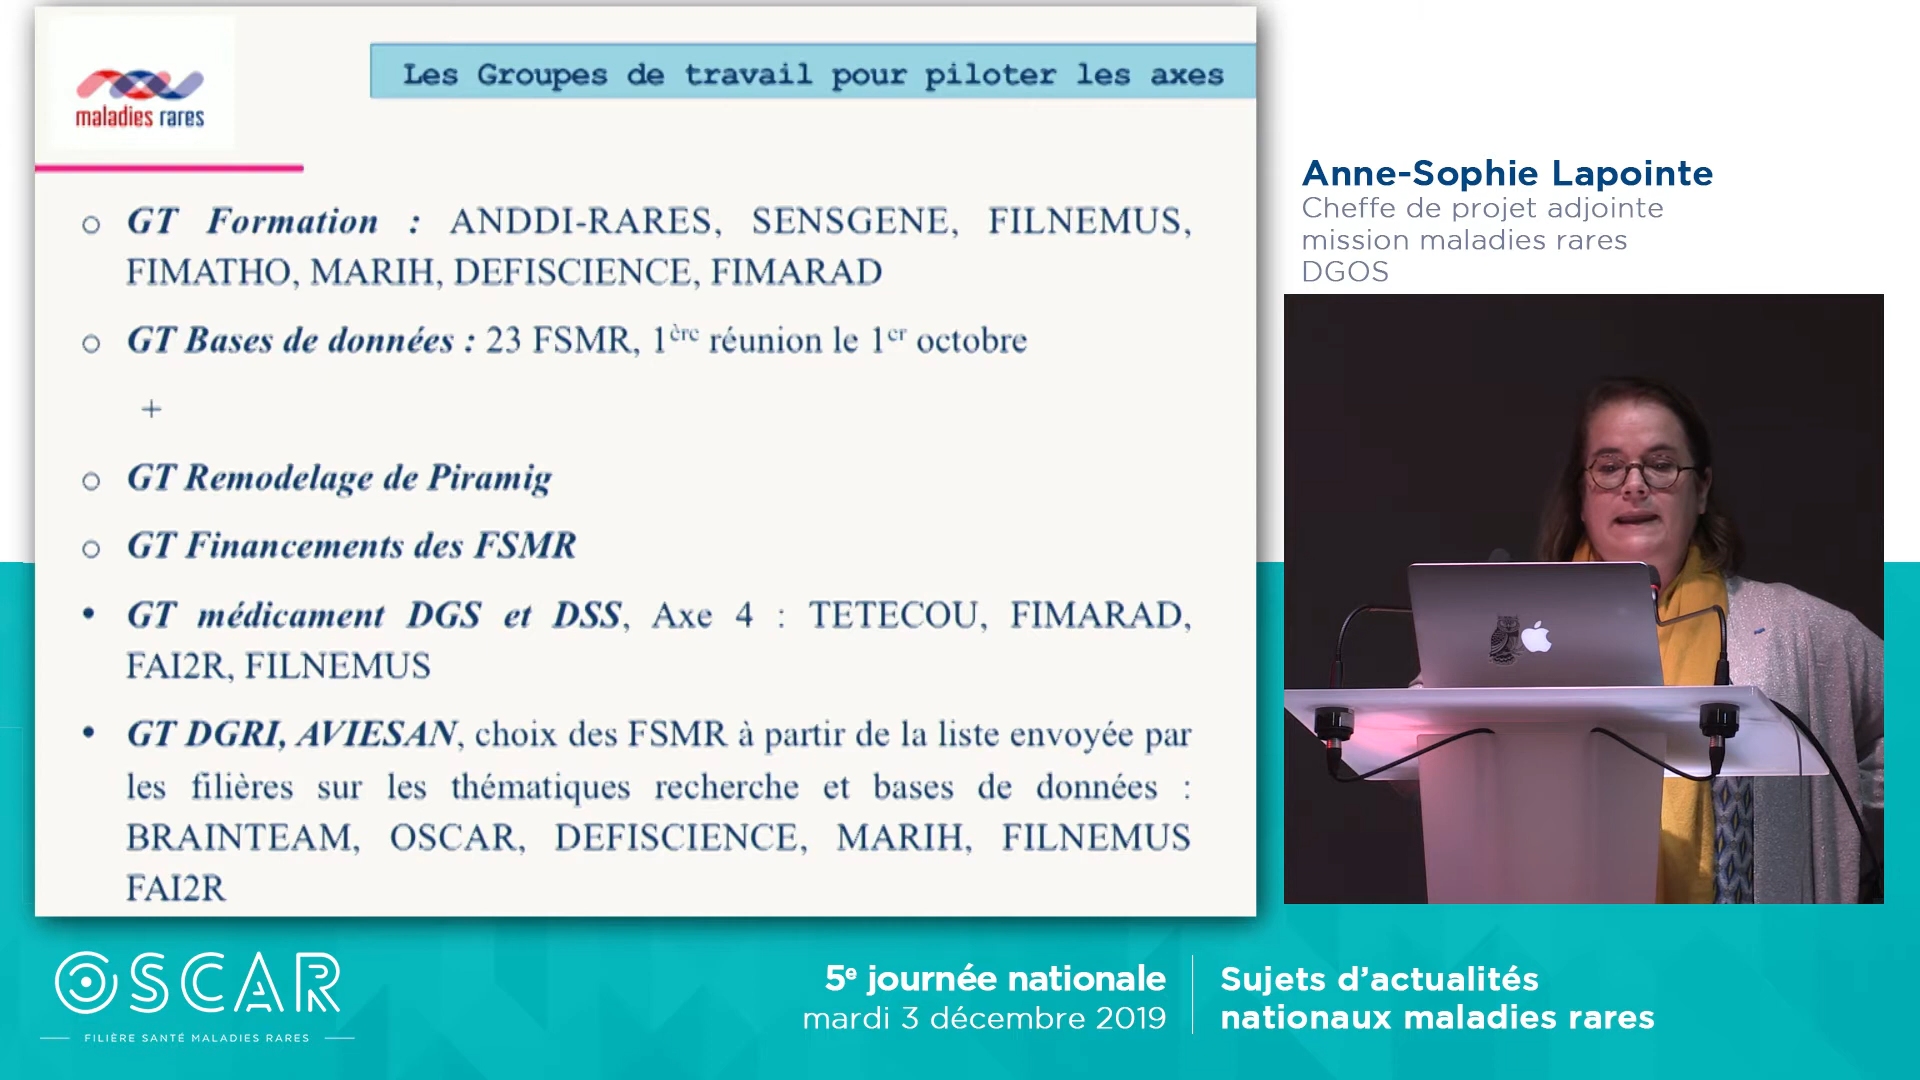 maladies rares
Les Groupes de travail pour piloter les axes
GT Formation : ANDDI-RARES, SENSGENE, FILNEMUS,
FIMATHO, MARIH, DEFISCIENCE, FIMARAD
GT Bases de données : 23 FSMR, 1ère réunion le 1er octobre
+
GT Remodelage de Piramig
GT Financements des FSMR
GT médicament DGS et DSS, Axe 4 : TETECOU, FIMARAD,
FAI2R, FILNEMUS
GT DGRI, AVIESAN, choix des FSMR à partir de la liste envoyée par
les filières sur les thématiques recherche et bases de données :
BRAINTEAM, OSCAR, DEFISCIENCE, MARIH, FILNEMUS
FAI2R
Anne-Sophie Lapointe
Cheffe de projet adjointe
mission maladies rares
DGOS
OSCAR
FILIÈRE SANTÉ MALADIES RARES
5e journée nationale
mardi 3 décembre 2019
Sujets d'actualités
nationaux maladies rares